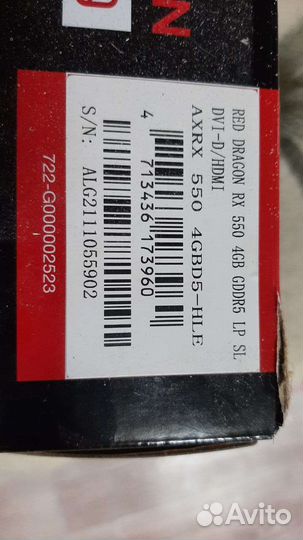 RED DRAGON RX 550 4GB GDDR5 LP SL
DVI-D/HDMI
AXRX 550 4GBD5-HLE
4 713436 173960
S/N: ALG2111055902
722-G000002523
N
Avito